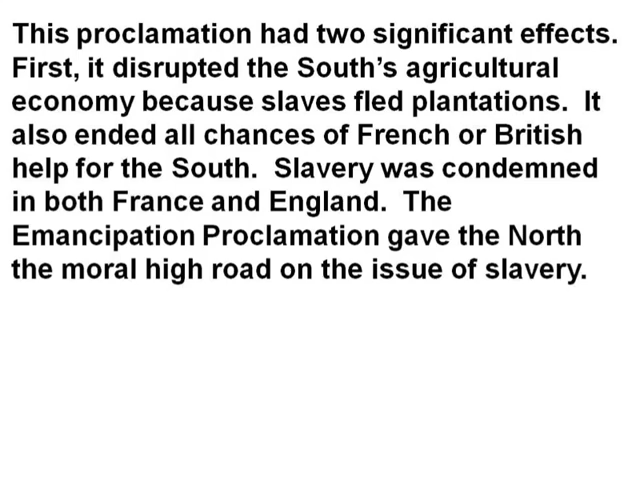 This proclamation had two significant effects.
First, it disrupted the South’s agricultural
economy because slaves fled plantations.  It
also ended all chances of French or British
help for the South.  Slavery was condemned
in both France and England.  The
Emancipation Proclamation gave the North
the moral high road on the issue of slavery.